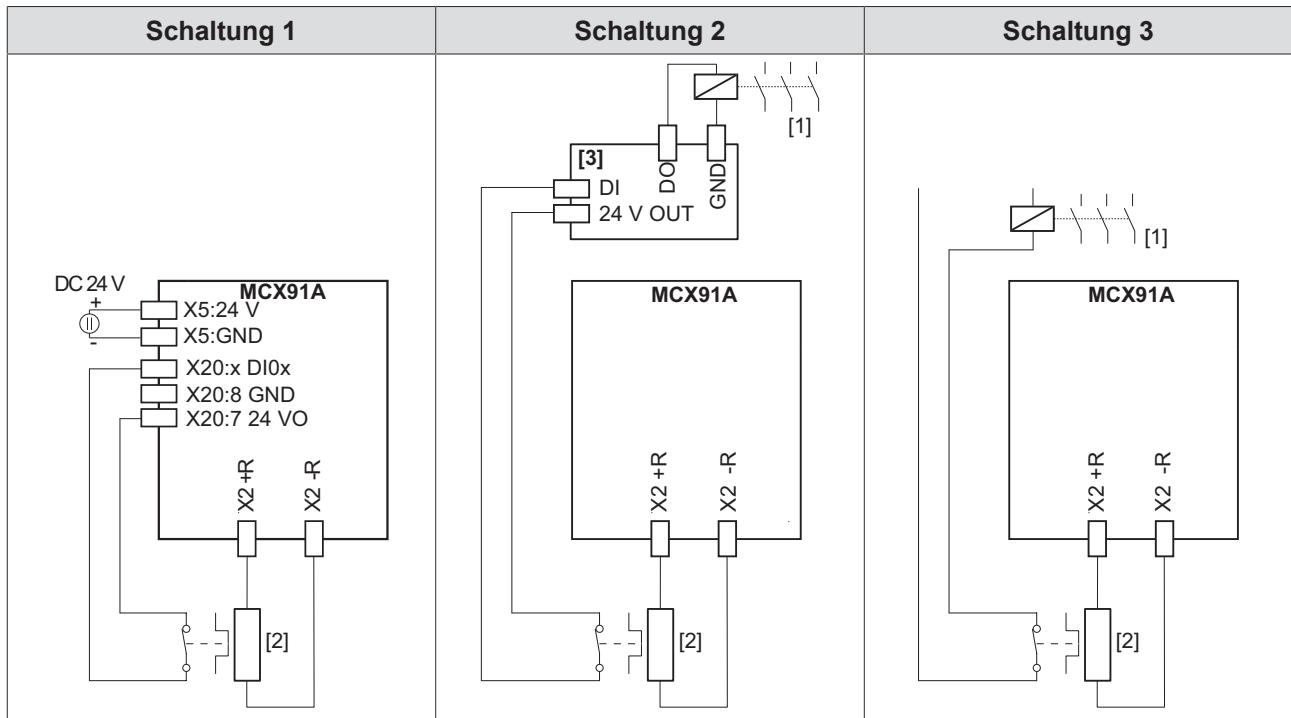 Schaltung 1
Schaltung 2
Schaltung 3
DC 24 V
+
-
MCX91A
X5:24 V
X5:GND
X20:x DI0x
X20:8 GND
X20:7 24 VO
X2 +R
X2 -R
[2]
[1]
[3]
DO
GND
DI
24 V OUT
MCX91A
X2 +R
X2 -R
[2]
[1]
MCX91A
X2 +R
X2 -R
[2]